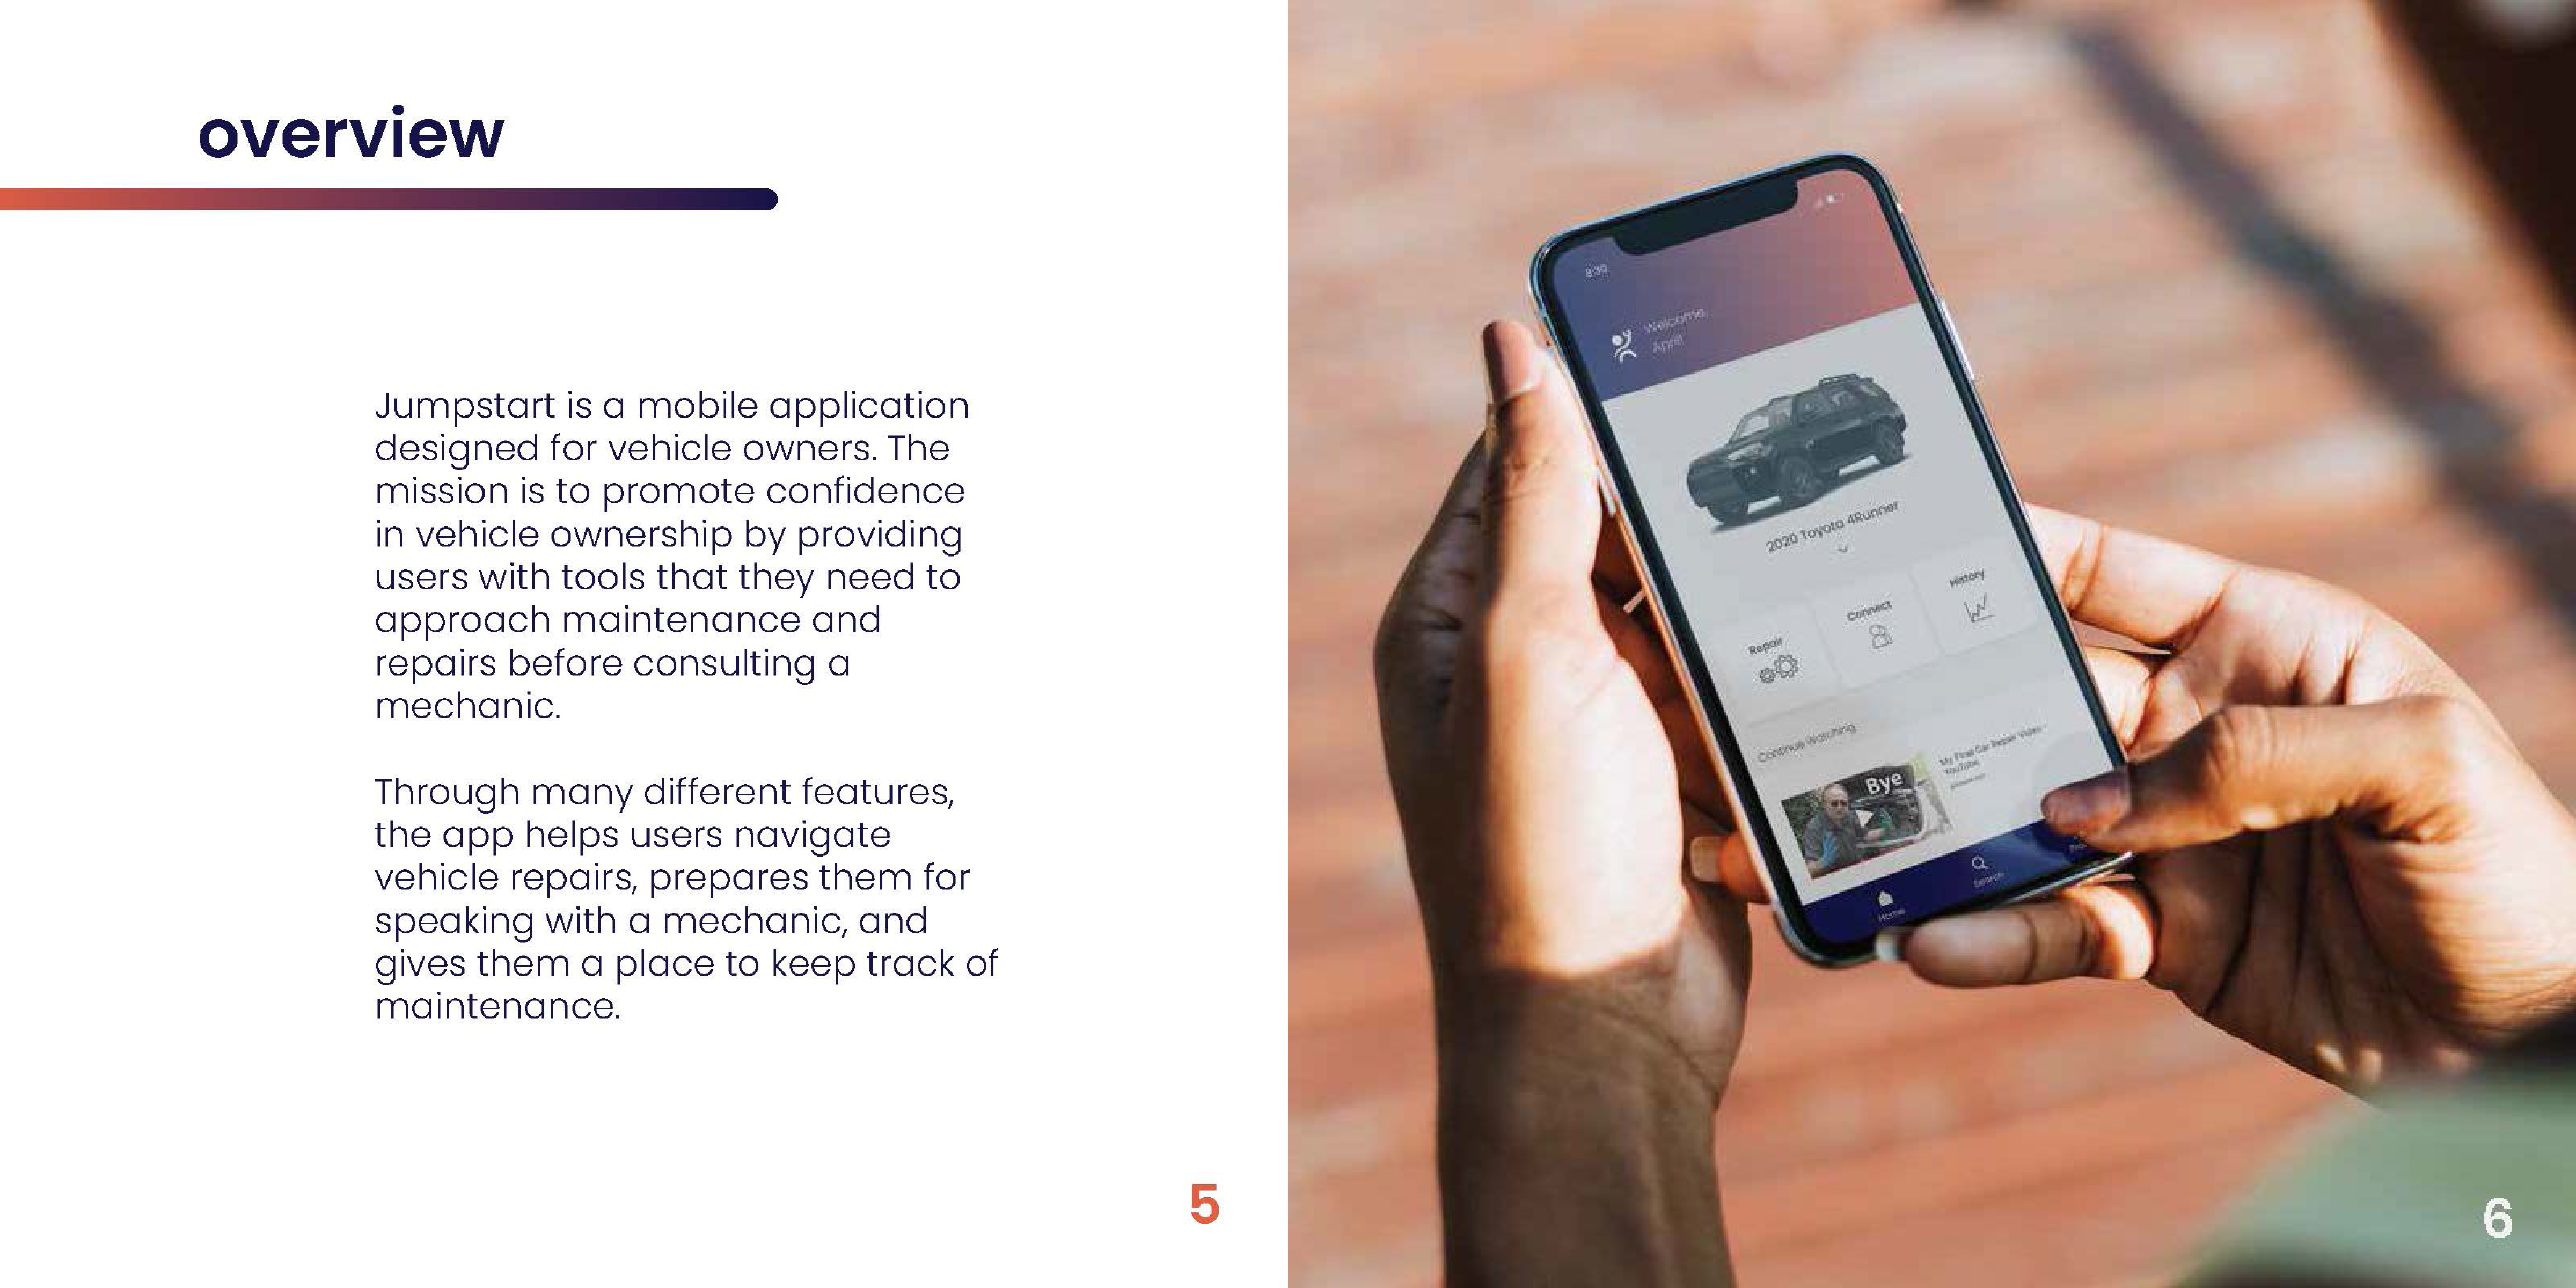 overview
Jumpstart is a mobile application
designed for vehicle owners. The
mission is to promote confidence
in vehicle ownership by providing
users with tools that they need to
approach maintenance and
repairs before consulting a
mechanic.
Through many different features,
the app helps users navigate
vehicle repairs, prepares them for
speaking with a mechanic, and
gives them a place to keep track of
maintenance.
5
8:30
Welcome,
April
2020 Toyota 4Runner
Repair
Connect
History
Continue Watching
Bye
My Final Car Repair Video -
YouTube
Home
Search
6